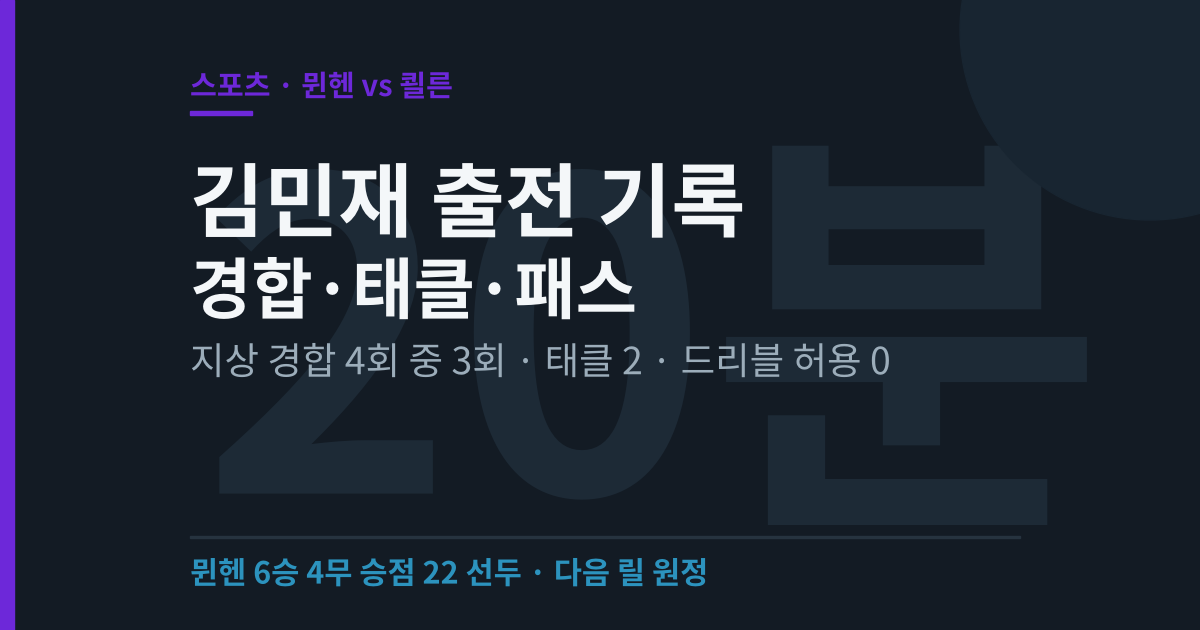 스포츠 · 뮌헨 vs 쾰른
김민재 출전 기록
경합·태클·패스
지상 경합 4회 중 3회 · 태클 2 · 드리블 허용 0
20분
뮌헨 6승 4무 승점 22 선두 · 다음 릴 원정